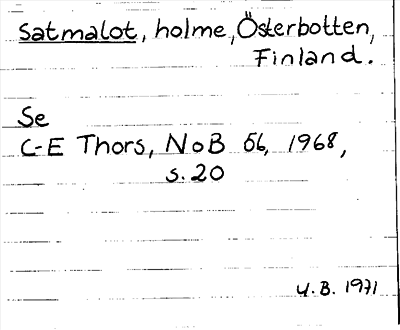 Satmalot, holme, Österbotten,
Finland.
Se
C-E Thors, NoB 56, 1968,
s. 20
U.B. 1971